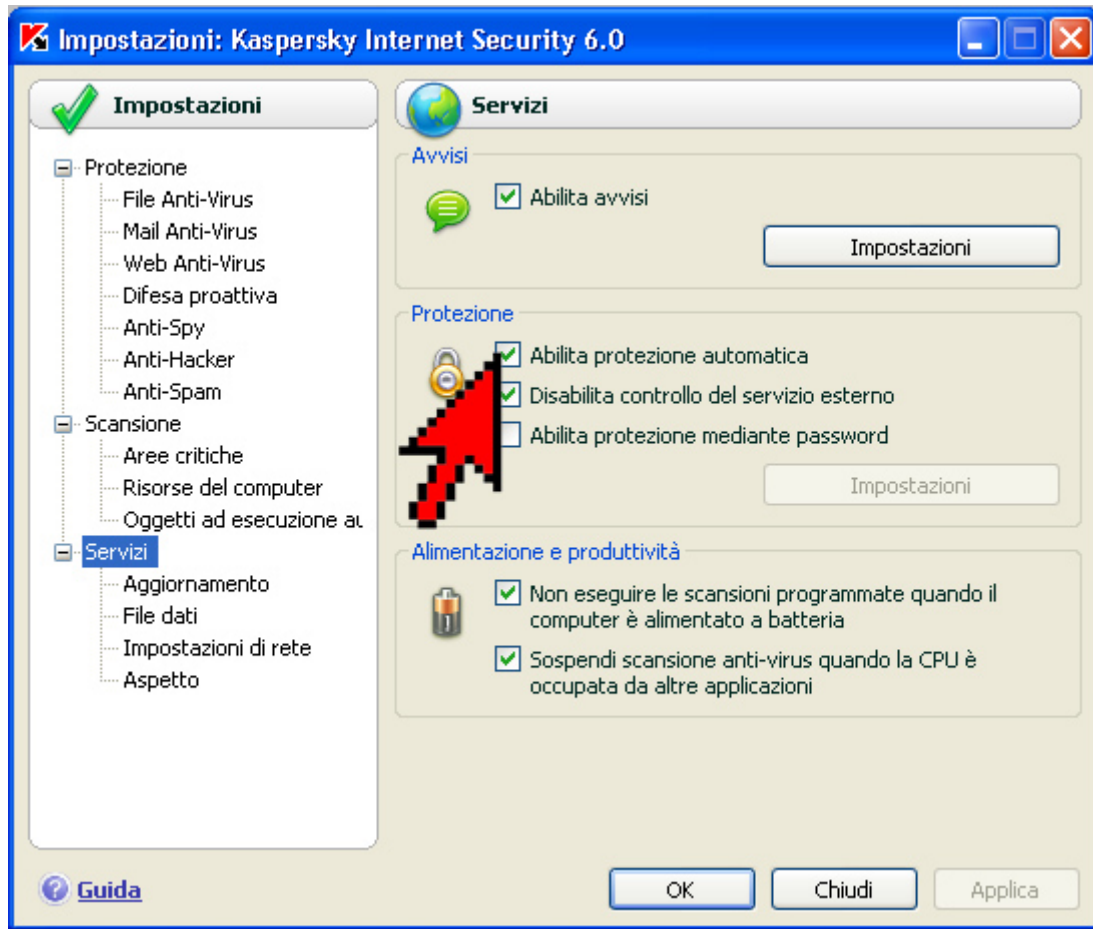 Impostazioni: Kaspersky Internet Security 6.0
Impostazioni
Protezione
File Anti-Virus
Mail Anti-Virus
Web Anti-Virus
Difesa proattiva
Anti-Spy
Anti-Hacker
Anti-Spam
Scansione
Aree critiche
Risorse del computer
Oggetti ad esecuzione au
Servizi
Aggiornamento
File dati
Impostazioni di rete
Aspetto
Servizi
Avvisi
Abilita avvisi
Impostazioni
Protezione
Abilita protezione automatica
Disabilita controllo del servizio esterno
Abilita protezione mediante password
Impostazioni
Alimentazione e produttività
Non eseguire le scansioni programmate quando il
computer è alimentato a batteria
Sospendi scansione anti-virus quando la CPU è
occupata da altre applicazioni
Guida
OK
Chiudi
Applica